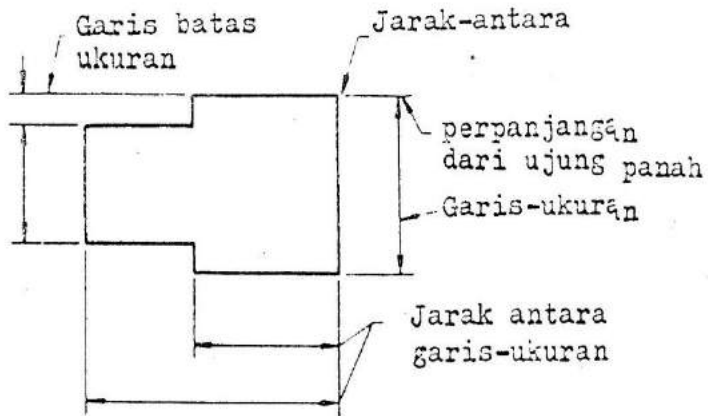 Garis batas
ukuran
Jarak-antara
perpanjangan
dari ujung panah
Garis-ukuran
Jarak antara
garis-ukuran